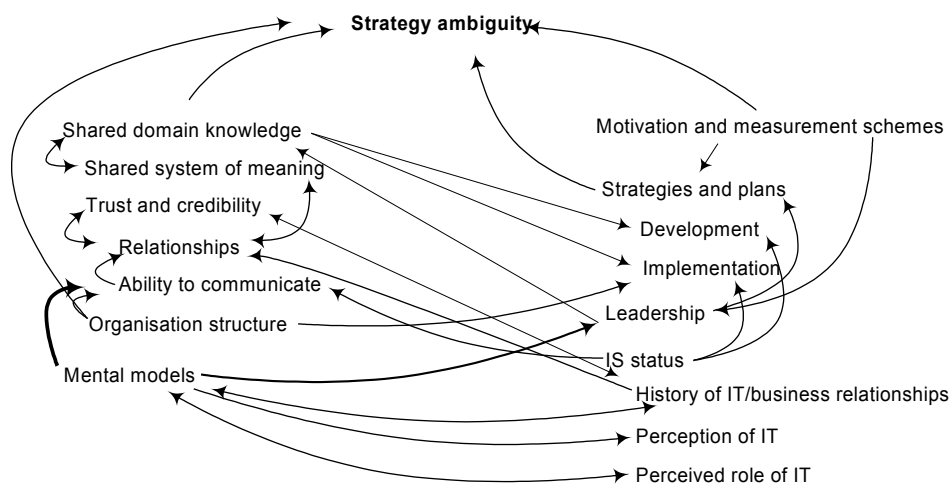 Strategy ambiguity
Shared domain knowledge
Shared system of meaning
Trust and credibility
Relationships
Ability to communicate
Organisation structure
Mental models
Motivation and measurement schemes
Strategies and plans
Development
Implementation
Leadership
IS status
History of IT/business relationships
Perception of IT
Perceived role of IT